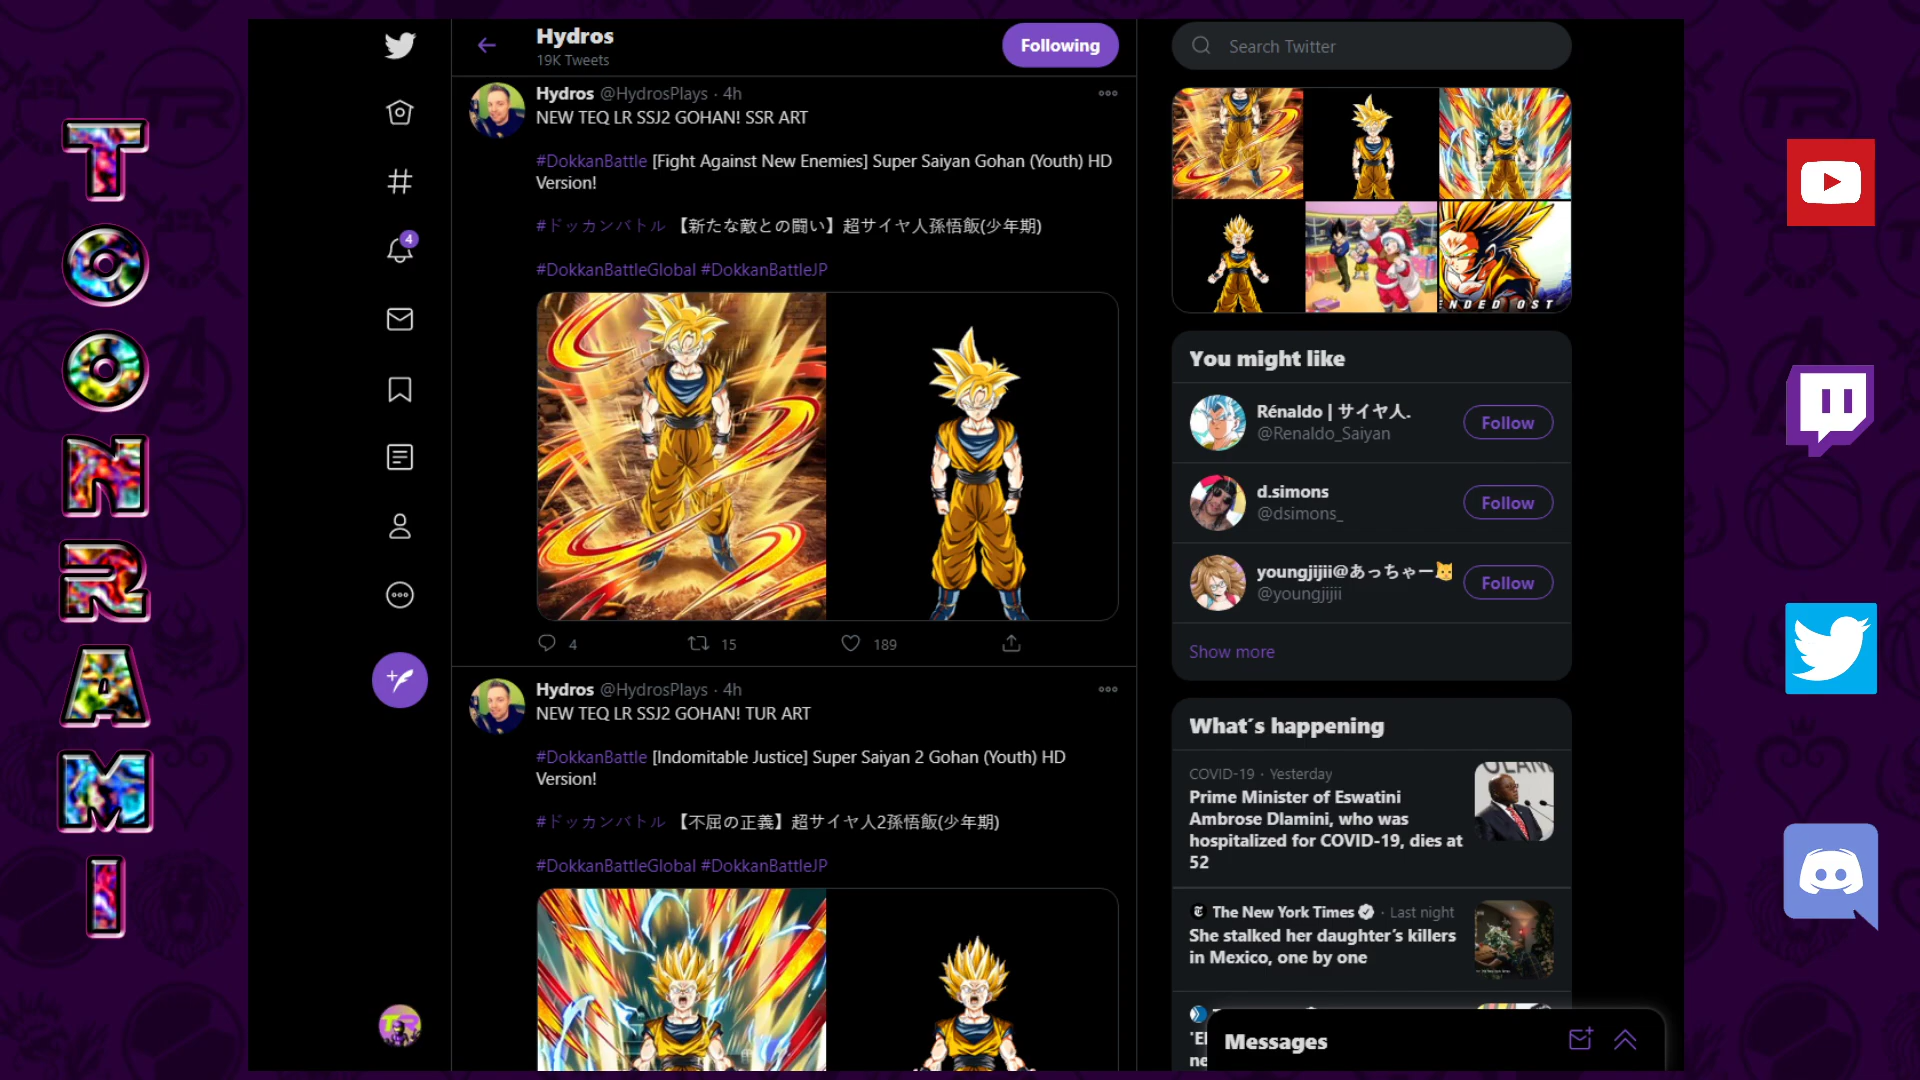 TOONRAMI
Hydros
19K Tweets
Following
Hydros @HydrosPlays · 4h
NEW TEQ LR SSJ2 GOHAN! SSR ART
#DokkanBattle [Fight Against New Enemies] Super Saiyan Gohan (Youth) HD
Version!
#ドッカンバトル 【新たな敵との闘い】超サイヤ人孫悟飯(少年期)
#DokkanBattleGlobal #DokkanBattleJP
4
15
189
Hydros @HydrosPlays · 4h
NEW TEQ LR SSJ2 GOHAN! TUR ART
#DokkanBattle [Indomitable Justice] Super Saiyan 2 Gohan (Youth) HD
Version!
#ドッカンバトル 【不屈の正義】超サイヤ人2孫悟飯(少年期)
#DokkanBattleGlobal #DokkanBattleJP
4
Search Twitter
ENDED OST
You might like
Rénaldo | サイヤ人.
@Renaldo_Saiyan
Follow
d.simons
@dsimons_
Follow
youngjijii@あっちゃー🐱
@youngjijii
Follow
Show more
What's happening
COVID-19 · Yesterday
Prime Minister of Eswatini
Ambrose Dlamini, who was
hospitalized for COVID-19, dies at
52
The New York Times · Last night
She stalked her daughter's killers
in Mexico, one by one
Messages
TR